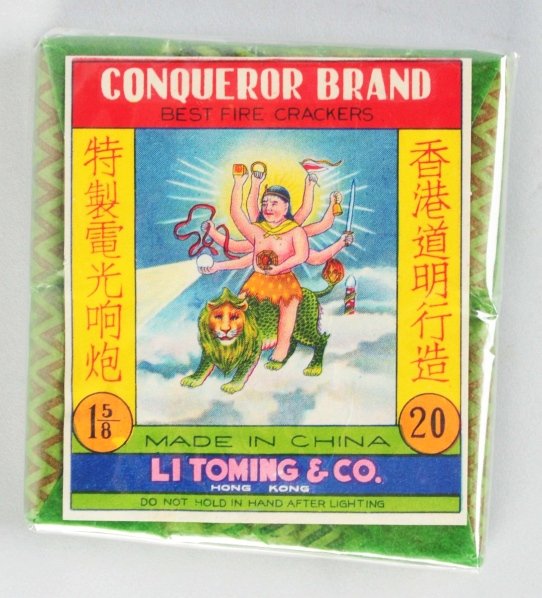 CONQUEROR BRAND
BEST FIRE CRACKERS
香港道明行造
特製電光响炮
1 5/8
20
MADE IN CHINA
LI TOMING & CO.
HONG KONG
DO NOT HOLD IN HAND AFTER LIGHTING